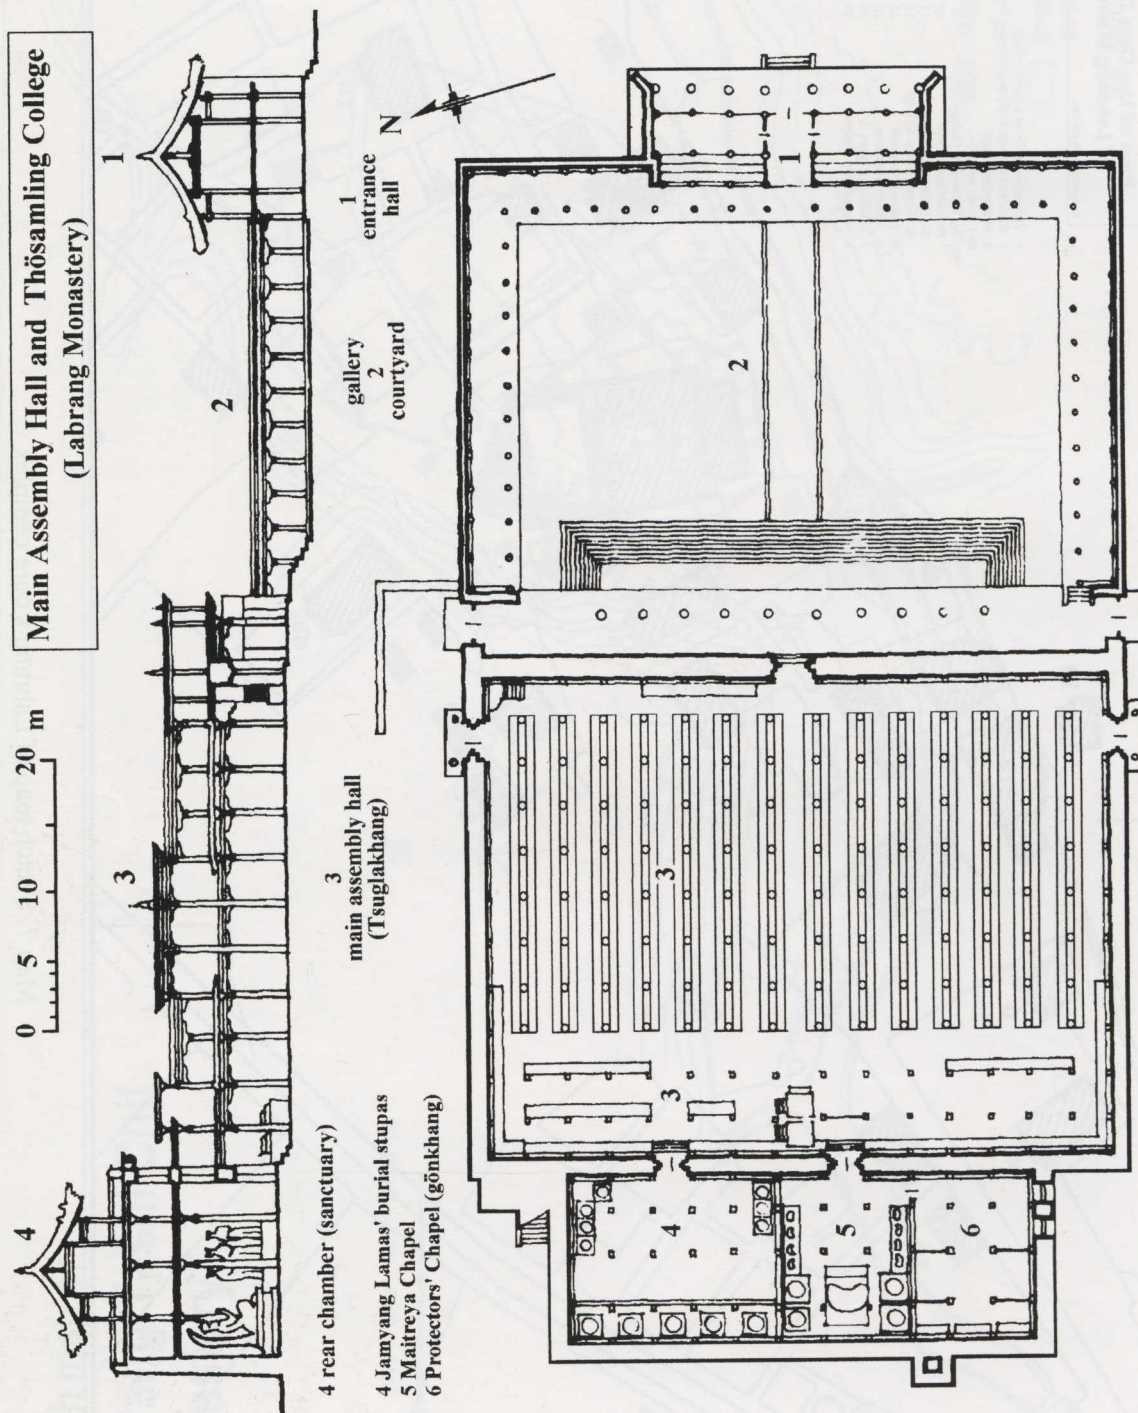 Main Assembly Hall and Thösamling College
(Labrang Monastery)
0 5 10 20 m
4
3
2
1
N
4 rear chamber (sanctuary)
3
main assembly hall
(Tsuglakhang)
gallery
2
courtyard
1
entrance
hall
4 Jamyang Lamas' burial stupas
5 Maitreya Chapel
6 Protectors' Chapel (gönkhang)
4
5
6
3
3
2
1